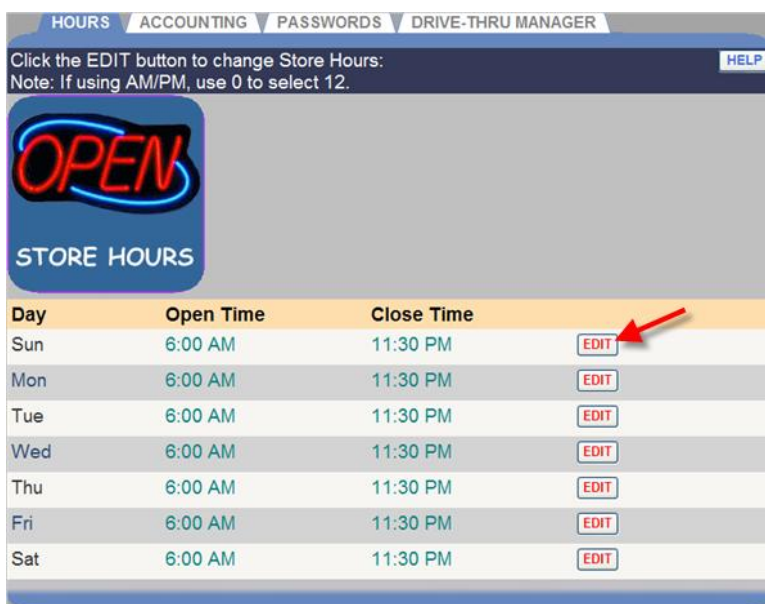 HOURS ACCOUNTING PASSWORDS DRIVE-THRU MANAGER
Click the EDIT button to change Store Hours:
HELP
Note: If using AM/PM, use 0 to select 12.
OPEN
STORE HOURS
Day Open Time Close Time
Sun 6:00 AM 11:30 PM EDIT
Mon 6:00 AM 11:30 PM EDIT
Tue 6:00 AM 11:30 PM EDIT
Wed 6:00 AM 11:30 PM EDIT
Thu 6:00 AM 11:30 PM EDIT
Fri 6:00 AM 11:30 PM EDIT
Sat 6:00 AM 11:30 PM EDIT